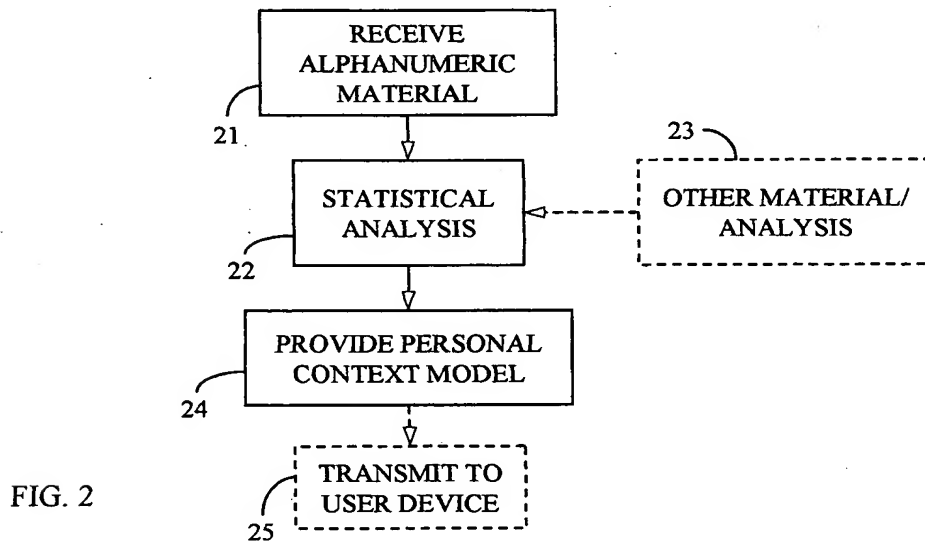 RECEIVE
ALPHANUMERIC
MATERIAL
21
23
STATISTICAL
ANALYSIS
22
OTHER MATERIAL/
ANALYSIS
PROVIDE PERSONAL
CONTEXT MODEL
24
TRANSMIT TO
USER DEVICE
25
FIG. 2